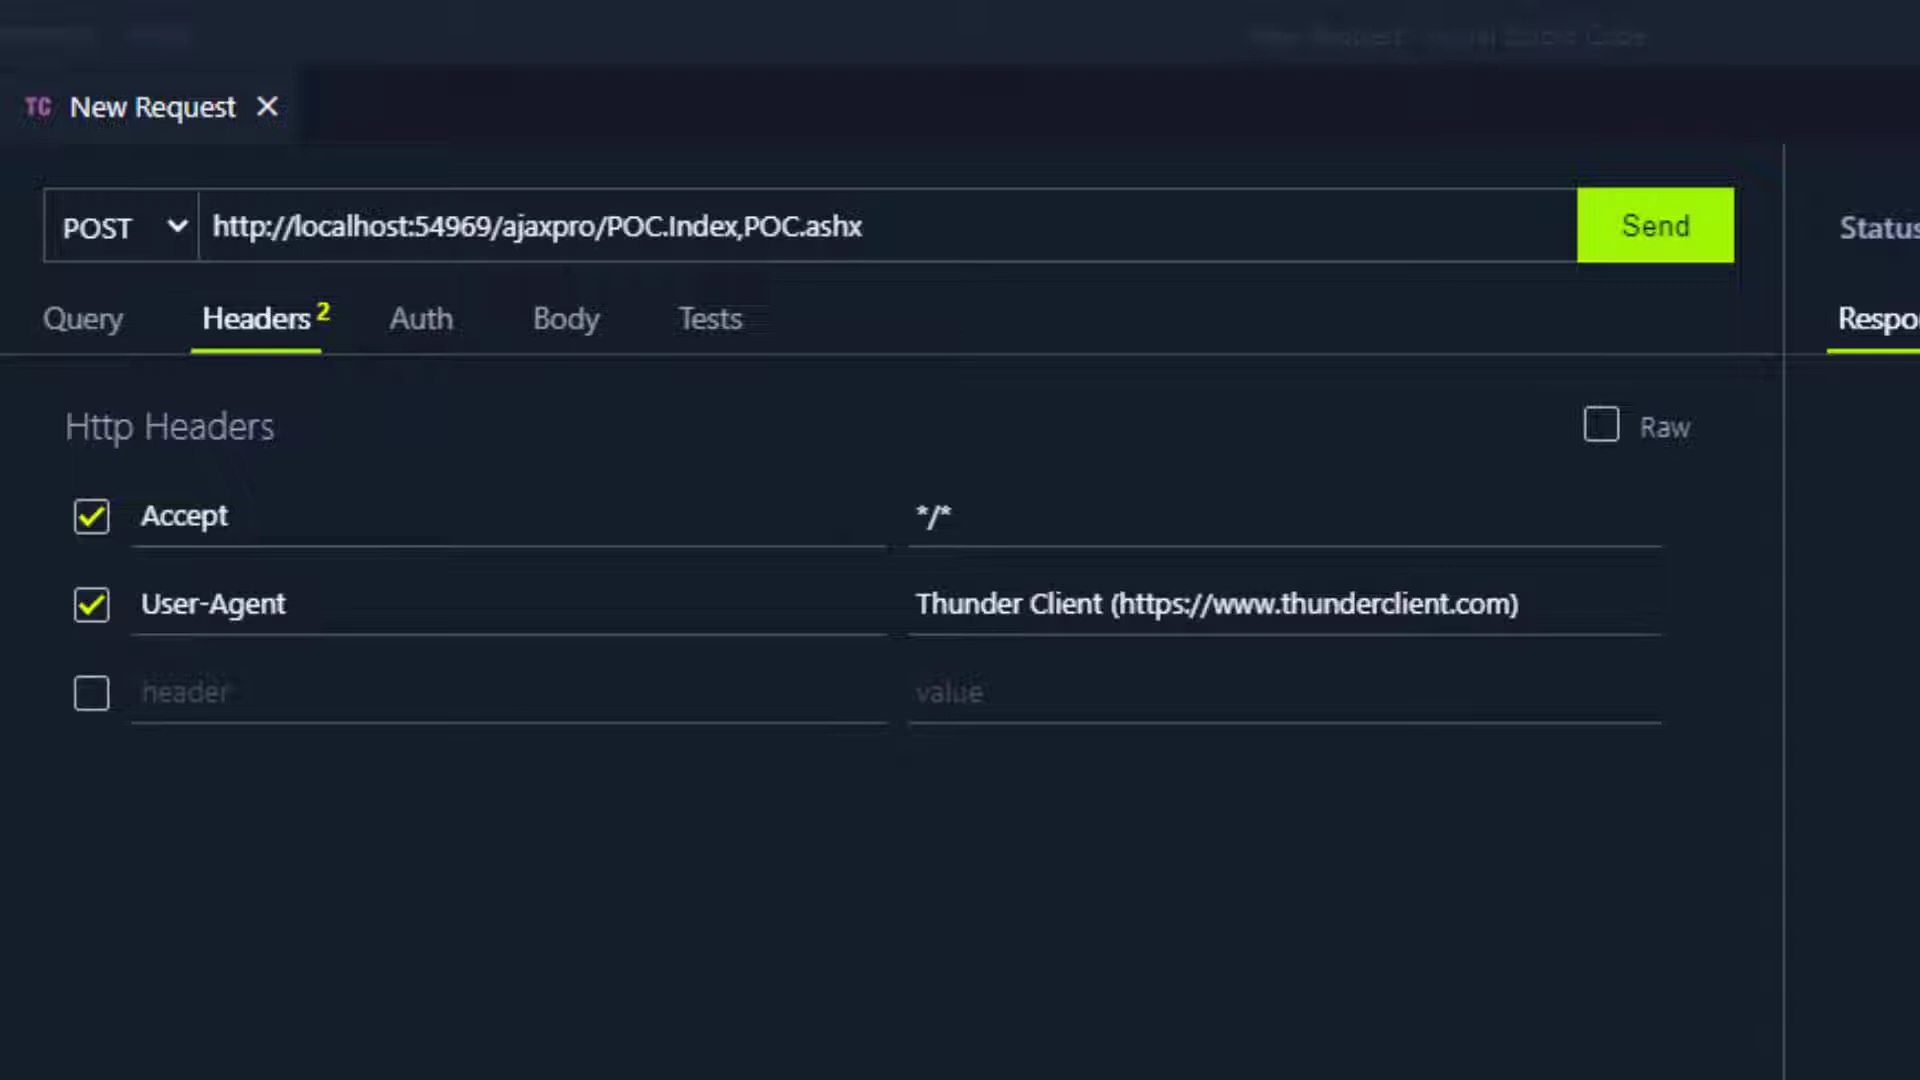 TC New Request
POST http://localhost:54969/ajaxpro/POC.Index,POC.ashx Send
Status
Query Headers 2 Auth Body Tests
Respo
Http Headers Raw
Accept */*
User-Agent Thunder Client (https://www.thunderclient.com)
header value